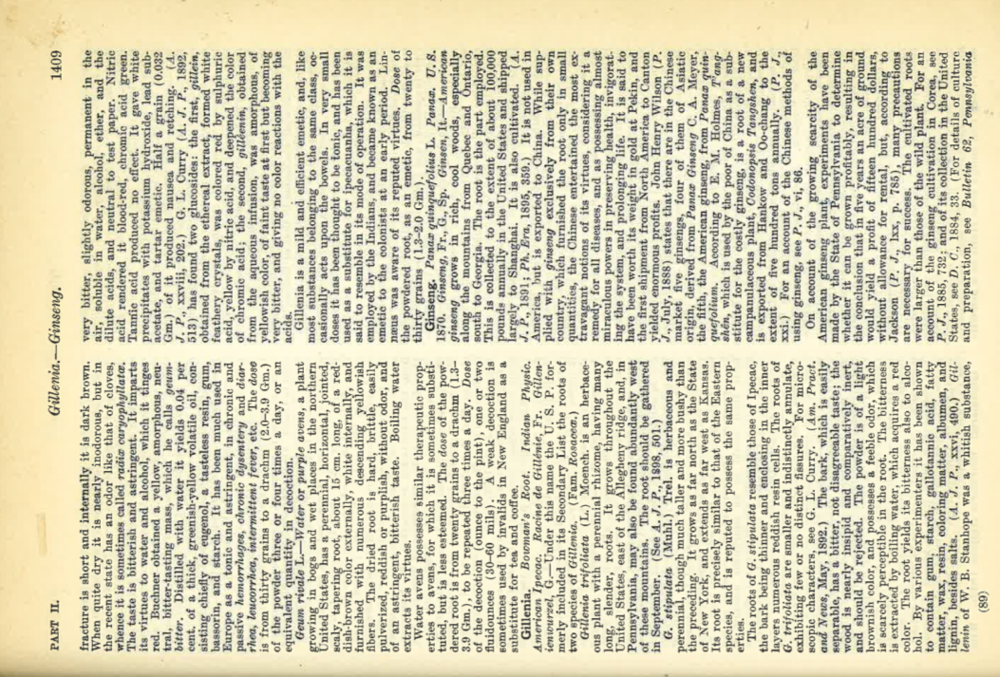 PART II. Gillenia.—Ginseng. 1409
fracture is short and internally it is dark brown.
When quite dry it is nearly inodorous, but in
the recent state has an odor like that of cloves,
whence it is sometimes called radix caryophyllatæ.
The taste is bitterish and astringent. It imparts
its virtues to water and alcohol, which it tinges
red. Buchner obtained a yellow, amorphous, neu-
tral, bitter-tasting mass, which he calls geum-
bitter. Distilled with water it yields 0.04 per
cent. of a thick, greenish-yellow volatile oil, con-
sisting chiefly of eugenol, a tasteless resin, gum,
bassorin, and starch. It has been much used in
Europe as a tonic and astringent, in chronic and
passive hemorrhages, chronic dysentery and diar-
rhœa, leucorrhœa, intermittent fever, etc. The dose
is from thirty grains to a drachm (2.0-3.9 Gm.)
of the powder three or four times a day, or an
equivalent quantity in decoction.
Geum rivale L.—Water or purple avens, a plant
growing in bogs and wet places in the northern
United States, has a perennial, horizontal, jointed,
scaly, tapering root, about 15 cm. long, of a red-
dish-brown color externally, white internally, and
furnished with numerous descending yellowish
fibers. The dried root is hard, brittle, easily
pulverized, reddish or purplish, without odor, and
of an astringent, bitterish taste. Boiling water
extracts its virtues.
Water avens possesses similar therapeutic prop-
erties to avens, for which it is sometimes substi-
tuted, but is less esteemed. The dose of the pow-
dered root is from twenty grains to a drachm (1.3-
3.9 Gm.), to be repeated three times a day. Dose
of the decoction (ounce to the pint) one or two
fluidounces (30-60 mils). A weak decoction is
sometimes used by invalids in New England as a
substitute for tea and coffee.
Gillenia. Bowman's Root. Indian Physic.
American Ipecac. Racine de Gillénie, Fr. Gillem-
ienwurzel, G.—Under this name the U. S. P. for-
merly included in its Secondary List the roots of
two species of Gillenia. (Fam. Rosaceæ.)
Gillenia trifoliata (L.) Moench. is an herbace-
ous plant with a perennial rhizome, having many
long, slender, roots. It grows throughout the
United States, east of the Allegheny ridge, and, in
Pennsylvania, may also be found abundantly west
of these mountains. The root should be gathered
in September. (See A. J. P., 1898, 501.)
G. stipulata (Muhl.) Trel. is herbaceous and
perennial, though much taller and more bushy than
the preceding. It grows as far north as the State
of New York, and extends as far west as Kansas.
Its root is precisely similar to that of the eastern
species, and is reputed to possess the same prop-
erties.
The roots of G. stipulata resemble those of Ipecac,
the bark being thinner and enclosing in the inner
layers numerous reddish resin cells. The roots of
G. trifoliata are smaller and indistinctly annulate,
exhibiting few or no distinct fissures. For micro-
scopic characters, see G. L. Curry. (Am. Dract.
and News, May, 1892. The bark, which is easily
separable, has a bitter, not disagreeable taste; the
wood is nearly insipid and comparatively inert,
and should be rejected. The powder is of a light
brownish color, and possesses a feeble odor, which
is scarcely perceptible in the root. The bitterness
is extracted by boiling water, which acquires a red
color. The root yields its bitterness also to alco-
hol. By various experimenters it has been shown
to contain gum, starch, gallotannic acid, fatty
matter, wax, resin, coloring matter, albumen, and
lignin, besides salts. (A. J. P., xxvi, 490.) Gil-
lenin of W. B. Stanhope was a whitish substance,
very bitter, slightly odorous, permanent in the
air, soluble in water, alcohol, ether, and the
dilute acids, and neutral to test paper. Nitric
acid rendered it blood-red, chromic acid green.
Tannic acid produced no effect. It gave white
precipitates with potassium hydroxide, lead sub-
acetate, and tartar emetic. Half a grain (0.032
Gm.) of it produced nausea and retching. (A.
J. P., xxviii, 202.) G. L. Curry (A. J. P., 1892,
513) has found two glucosides: the first, gillein,
obtained from the ethereal extract, formed white
feathery crystals, was colored red by sulphuric
acid, yellow by nitric acid, and deepened the color
of chromic acid; the second, gilléenin, obtained
from the aqueous infusion, was amorphous, of
yellowish color, of faint taste at first but becoming
very bitter, and giving no color reactions with the
acids.
Gillenia is a mild and efficient emetic, and, like
most substances belonging to the same class, oc-
casionally acts upon the bowels. In very small
doses it has been thought to be tonic, and has been
used as a substitute for ipecacuanha which it is
said to resemble in its mode of operation. It was
employed by the Indians, and became known as an
emetic to the colonists at an early period. Lin-
næus was aware of its reputed virtues. Dose of
the powdered root, as an emetic, from twenty to
thirty grains (1.3-2.0 Gm.).
Ginseng. Panax quinquefolius L. Panax. U. S.
1870. Ginseng, Fr., G., Sp. Ginsen, It.—American
ginseng grows in rich, cool woods, especially
along the mountains from Quebec and Ontario,
south to Georgia. The root is the part employed.
This is collected to the extent of about 1,000,000
pounds annually in the United States and shipped
largely to Shanghai. It is also cultivated. (A.
J. P., 1891; Ph. Era, 1895, 359.) It is not used in
America, but is exported to China. While sup-
plied with ginseng exclusively from their own
country, which furnished the root only in small
quantities, the Chinese entertained the most ex-
travagant notions of its virtues, considering it a
remedy for all diseases, and as possessing almost
miraculous powers in preserving health, invigorat-
ing the system, and prolonging life. It is said to
have been worth its weight in gold at Pekin, and
the first shipment from North America to Canton
yielded enormous profits. John Henry Wilson (P.
J., July, 1888) states that there are in the Chinese
market five ginsengs, four of them of Asiatic
origin, derived from Panax Ginseng C. A. Meyer,
the fifth, the American ginseng, from Panax quin-
quefolium. According to E. M. Holmes, Tang-
shên, which is used by the poor of China as a sub-
stitute for the costly ginseng, is a root of a new
campanulaceous plant, Codonopsis Tangshen, and
is exported from Hankow and Oo-chang to the
extent of five hundred tons annually. (P. J.,
xxi.) For an account of the Chinese methods of
using ginseng, see P. J., vi, 86.
On account of the growing scarcity of the
American ginseng plant, experiments have been
made by the State of Pennsylvania to determine
whether it can be grown profitably, resulting in
the conclusion that in five years an acre of ground
would yield a profit of fifteen hundred dollars,
without allowance for rental, but, according to
Jackson (P. J., lxx, p. 785), many precautions
are necessary for success. The cultivated roots
were larger than those of the wild plant. For an
account of the ginseng cultivation in Corea, see
P. J., 1885, 732; and of its collection in the United
States, see D. C., 1884, 33. (For details of culture
and preparation, see Bulletin 62, Pennsylvania
(89)